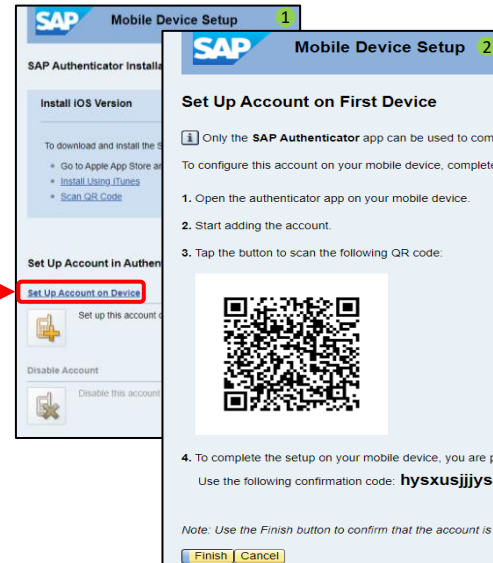 SAP Mobile Device Setup 1
SAP Authenticator Installa
Install iOS Version
To download and install the S
Go to Apple App Store ar
Install Using iTunes
Scan QR Code
Set Up Account in Authen
Set Up Account on Device
Set up this account o
Disable Account
Disable this account
SAP Mobile Device Setup 2
Set Up Account on First Device
i Only the SAP Authenticator app can be used to com
To configure this account on your mobile device, complete
1. Open the authenticator app on your mobile device.
2. Start adding the account.
3. Tap the button to scan the following QR code:
4. To complete the setup on your mobile device, you are p
Use the following confirmation code: hysxusjjjys
Note: Use the Finish button to confirm that the account is
Finish Cancel